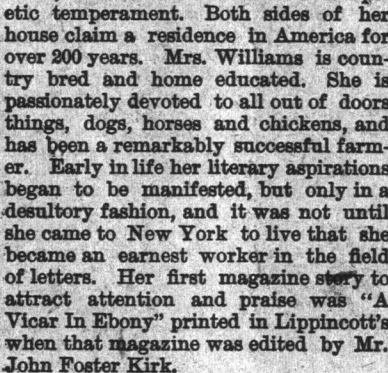 etic temperament. Both sides of her
house claim a residence in America for
over 200 years. Mrs. Williams is coun-
try bred and home educated. She is
passionately devoted to all out of doors
things, dogs, horses and chickens, and
has been a remarkably successful farm-
er. Early in life her literary aspirations
began to be manifested, but only in a
desultory fashion, and it was not until
she came to New York to live that she
became an earnest worker in the field
of letters. Her first magazine story to
attract attention and praise was "A
Vicar In Ebony" printed in Lippincott's
when that magazine was edited by Mr.
John Foster Kirk.